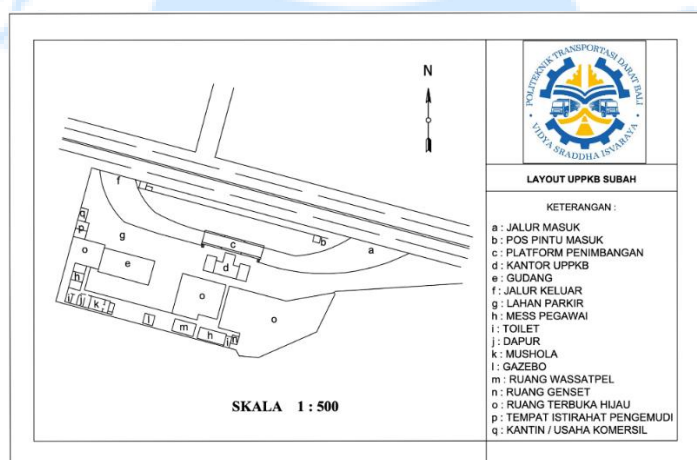 N
f
q
p
g
c
b
a
d
o
e
o
h
o
i
j
k
i
l
m
h
i
n
SKALA 1 : 500
POLITEKNIK TRANSPORTASI DARAT BALI
VIDYA SRADDHA ISVARAYA
LAYOUT UPPKB SUBAH
KETERANGAN :
a : JALUR MASUK
b : POS PINTU MASUK
c : PLATFORM PENIMBANGAN
d : KANTOR UPPKB
e : GUDANG
f : JALUR KELUAR
g : LAHAN PARKIR
h : MESS PEGAWAI
i : TOILET
j : DAPUR
k : MUSHOLA
l : GAZEBO
m : RUANG WASSATPEL
n : RUANG GENSET
o : RUANG TERBUKA HIJAU
p : TEMPAT ISTIRAHAT PENGEMUDI
q : KANTIN / USAHA KOMERSIL